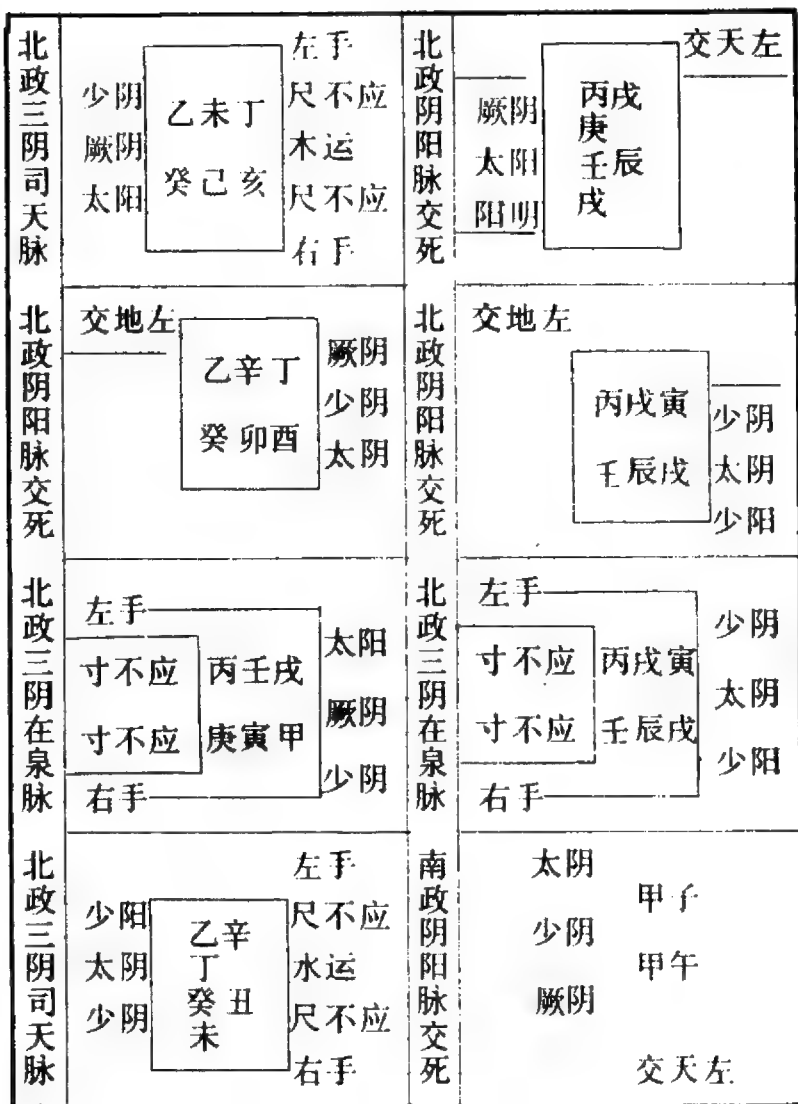 北政三阴司天脉
左手
少阴
厥阴
太阳
乙未丁
癸己亥
尺不应
木运
尺不应
右手
北政阴阳脉交死
交天左
厥阴
太阳
阳明
丙戌
庚
壬辰
戌
北政阴阳脉交死
交地左
乙辛丁
癸卯酉
厥阴
少阴
太阴
北政阴阳脉交死
交地左
丙戌寅
壬辰戌
少阴
太阴
少阳
北政三阴在泉脉
左手
寸不应
寸不应
丙壬戌
庚寅甲
太阳
厥阴
少阴
右手
北政三阴在泉脉
左手
寸不应
寸不应
丙戌寅
壬辰戌
少阴
太阴
少阳
右手
北政三阴司天脉
左手
少阳
太阴
少阴
乙辛
丁
癸丑
未
尺不应
水运
尺不应
右手
南政阴阳脉交死
太阴
甲子
少阴
甲午
厥阴
交天左